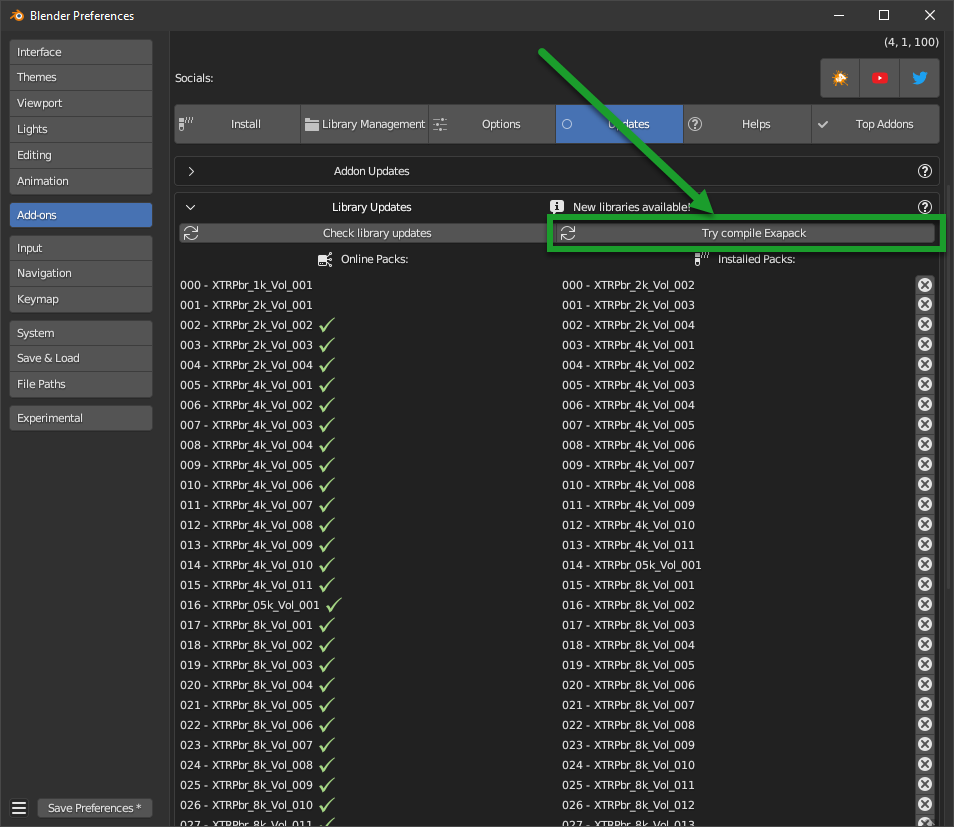 Blender Preferences
(4, 1, 100)
Interface
Themes
Viewport
Lights
Editing
Animation
Add-ons
Input
Navigation
Keymap
System
Save & Load
File Paths
Experimental
Save Preferences *
Socials:
Install Library Management Options Updates Helps Top Addons
Addon Updates
Library Updates New libraries available!
Check library updates Try compile Exapack
Online Packs: Installed Packs:
000 - XTRPbr_1k_Vol_001 000 - XTRPbr_2k_Vol_002
001 - XTRPbr_2k_Vol_001 001 - XTRPbr_2k_Vol_003
002 - XTRPbr_2k_Vol_002 002 - XTRPbr_2k_Vol_004
003 - XTRPbr_2k_Vol_003 003 - XTRPbr_4k_Vol_001
004 - XTRPbr_2k_Vol_004 004 - XTRPbr_4k_Vol_002
005 - XTRPbr_4k_Vol_001 005 - XTRPbr_4k_Vol_003
006 - XTRPbr_4k_Vol_002 006 - XTRPbr_4k_Vol_004
007 - XTRPbr_4k_Vol_003 007 - XTRPbr_4k_Vol_005
008 - XTRPbr_4k_Vol_004 008 - XTRPbr_4k_Vol_006
009 - XTRPbr_4k_Vol_005 009 - XTRPbr_4k_Vol_007
010 - XTRPbr_4k_Vol_006 010 - XTRPbr_4k_Vol_008
011 - XTRPbr_4k_Vol_007 011 - XTRPbr_4k_Vol_009
012 - XTRPbr_4k_Vol_008 012 - XTRPbr_4k_Vol_010
013 - XTRPbr_4k_Vol_009 013 - XTRPbr_4k_Vol_011
014 - XTRPbr_4k_Vol_010 014 - XTRPbr_05k_Vol_001
015 - XTRPbr_4k_Vol_011 015 - XTRPbr_8k_Vol_001
016 - XTRPbr_05k_Vol_001 016 - XTRPbr_8k_Vol_002
017 - XTRPbr_8k_Vol_001 017 - XTRPbr_8k_Vol_003
018 - XTRPbr_8k_Vol_002 018 - XTRPbr_8k_Vol_004
019 - XTRPbr_8k_Vol_003 019 - XTRPbr_8k_Vol_005
020 - XTRPbr_8k_Vol_004 020 - XTRPbr_8k_Vol_006
021 - XTRPbr_8k_Vol_005 021 - XTRPbr_8k_Vol_007
022 - XTRPbr_8k_Vol_006 022 - XTRPbr_8k_Vol_008
023 - XTRPbr_8k_Vol_007 023 - XTRPbr_8k_Vol_009
024 - XTRPbr_8k_Vol_008 024 - XTRPbr_8k_Vol_010
025 - XTRPbr_8k_Vol_009 025 - XTRPbr_8k_Vol_011
026 - XTRPbr_8k_Vol_010 026 - XTRPbr_8k_Vol_012
027 - XTRPbr_8k_Vol_011 027 - XTRPbr_8k_Vol_013